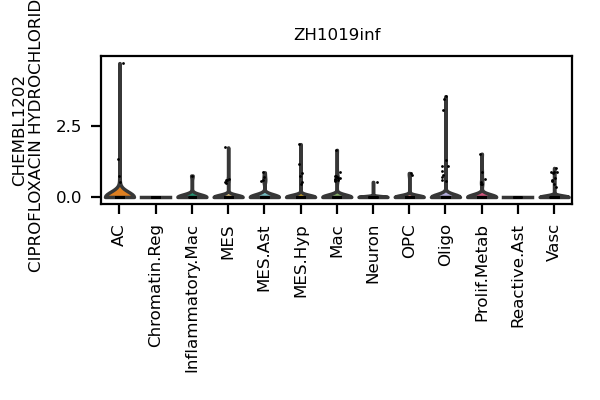 ZH1019inf
CHEMBL1202
CIPROFLOXACIN HYDROCHLORID
2.5
0.0
AC
Chromatin.Reg
Inflammatory.Mac
MES
MES.Ast
MES.Hyp
Mac
Neuron
OPC
Oligo
Prolif.Metab
Reactive.Ast
Vasc